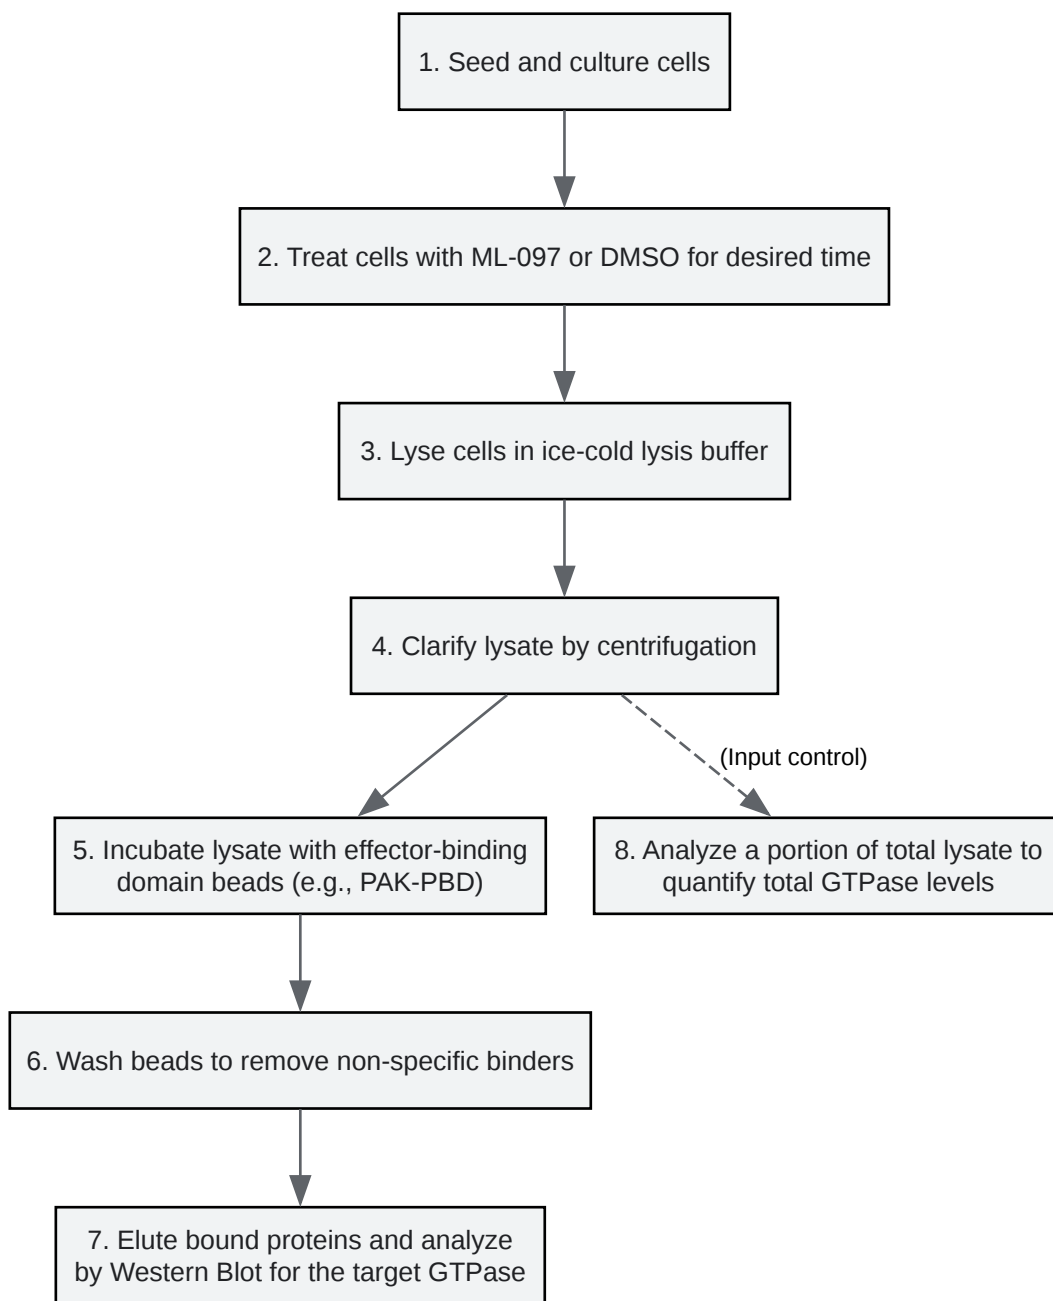 1. Seed and culture cells
2. Treat cells with ML-097 or DMSO for desired time
3. Lyse cells in ice-cold lysis buffer
4. Clarify lysate by centrifugation
(Input control)
5. Incubate lysate with effector-binding
domain beads (e.g., PAK-PBD)
8. Analyze a portion of total lysate to
quantify total GTPase levels
6. Wash beads to remove non-specific binders
7. Elute bound proteins and analyze
by Western Blot for the target GTPase